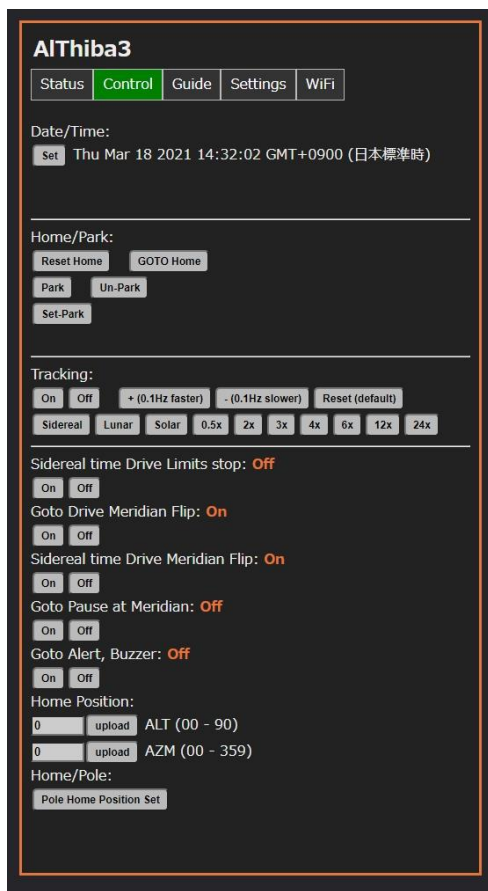 AlThiba3
Status Control Guide Settings WiFi
Date/Time:
Set Thu Mar 18 2021 14:32:02 GMT+0900 (日本標準時)
Home/Park:
Reset Home GOTO Home
Park Un-Park
Set-Park
Tracking:
On Off + (0.1Hz faster) - (0.1Hz slower) Reset (default)
Sidereal Lunar Solar 0.5x 2x 3x 4x 6x 12x 24x
Sidereal time Drive Limits stop: Off
On Off
Goto Drive Meridian Flip: On
On Off
Sidereal time Drive Meridian Flip: On
On Off
Goto Pause at Meridian: Off
On Off
Goto Alert, Buzzer: Off
On Off
Home Position:
0 upload ALT (00 - 90)
0 upload AZM (00 - 359)
Home/Pole:
Pole Home Position Set